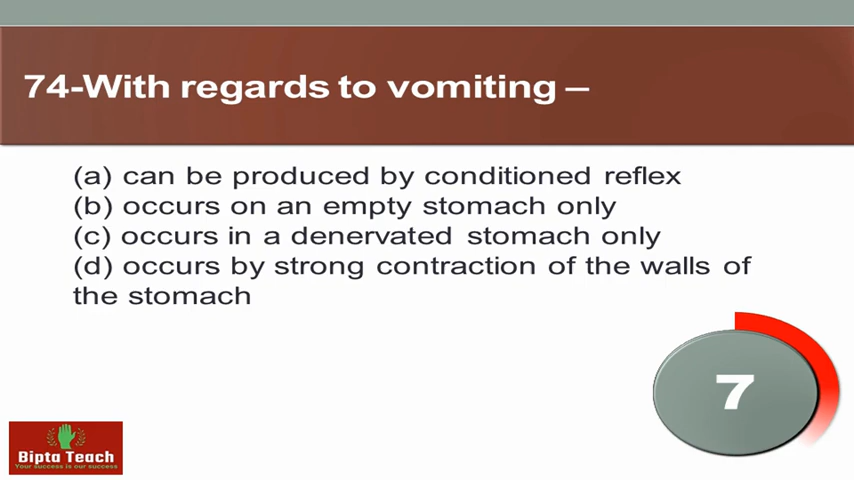 74-With regards to vomiting –
(a) can be produced by conditioned reflex
(b) occurs on an empty stomach only
(c) occurs in a denervated stomach only
(d) occurs by strong contraction of the walls of
the stomach
7
Bipta Teach
Your success is our success